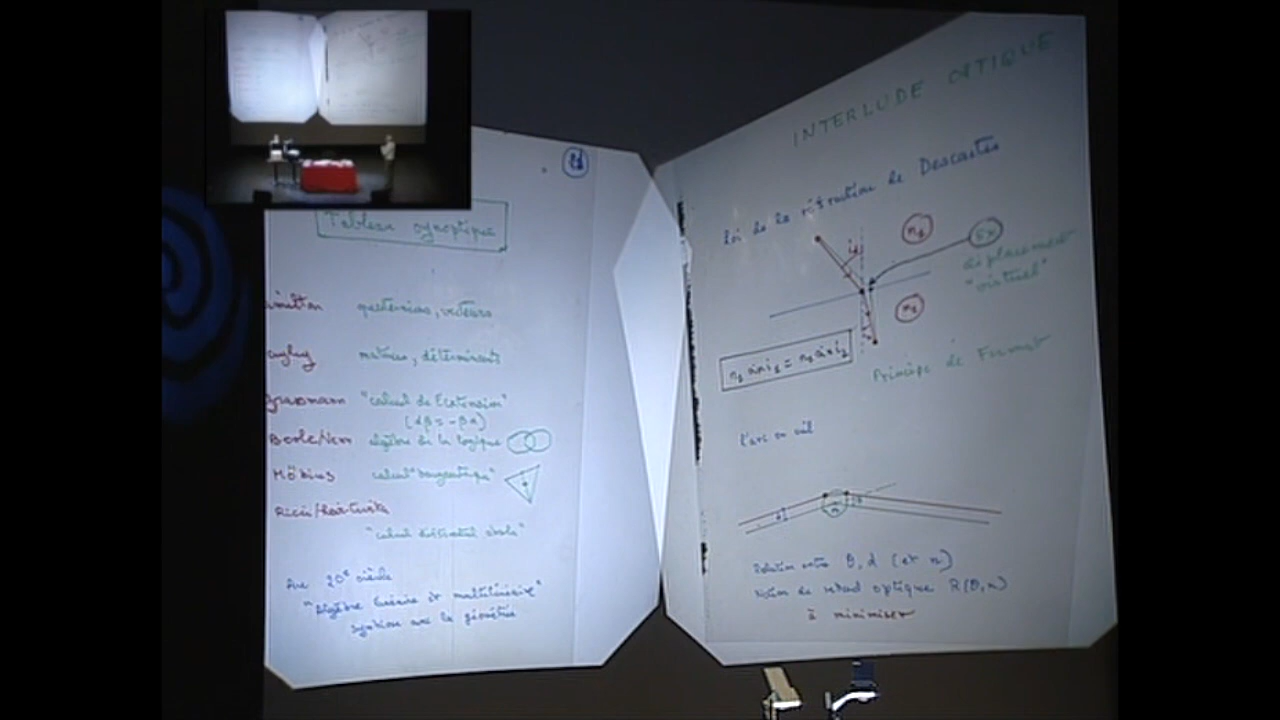 Tableau synoptique
quaternions, vecteurs
matrices, déterminants
Grassmann "calcul de l'extension"
(αβ = -βα)
Boole/Venn algèbre de la logique
Möbius calcul "barycentrique"
Ricci/Levi-Civita
"calcul différentiel absolu"
Au 20e siècle
"Algèbre linéaire et multilinéaire"
avec la géométrie
INTERLUDE OPTIQUE
Loi de la réfraction de Descartes
i1
n1
déplacement
"virtuel"
n2
n1 sin i1 = n2 sin i2
Principe de Fermat
L'arc en ciel
n
Relation entre θ, α (et n)
Notion de retard optique R(θ, n)
à minimiser